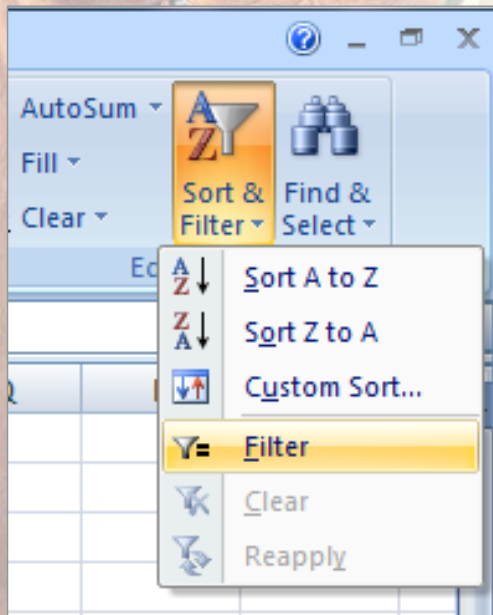 AutoSum
Fill
Clear
Sort &
Filter
Find &
Select
Sort A to Z
Sort Z to A
Custom Sort...
Filter
Clear
Reapply